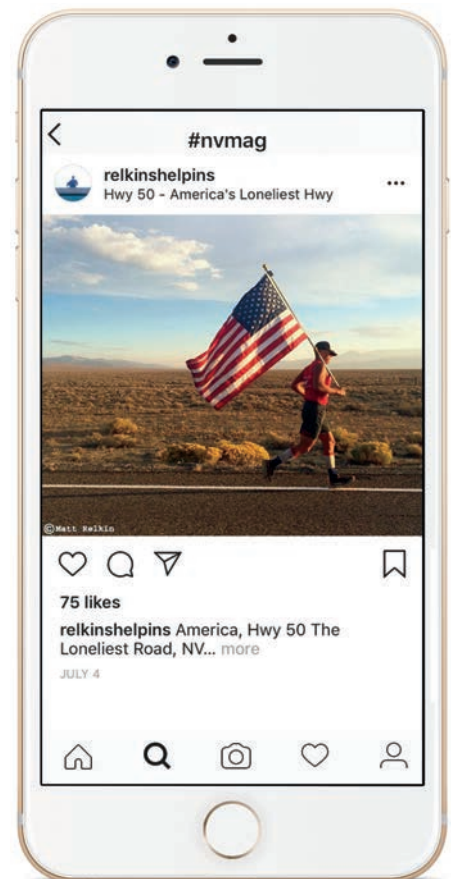 #nvmag
relkinshelpins
Hwy 50 - America's Loneliest Hwy
©Matt Relkin
75 likes
relkinshelpins America, Hwy 50 The
Loneliest Road, NV... more
JULY 4